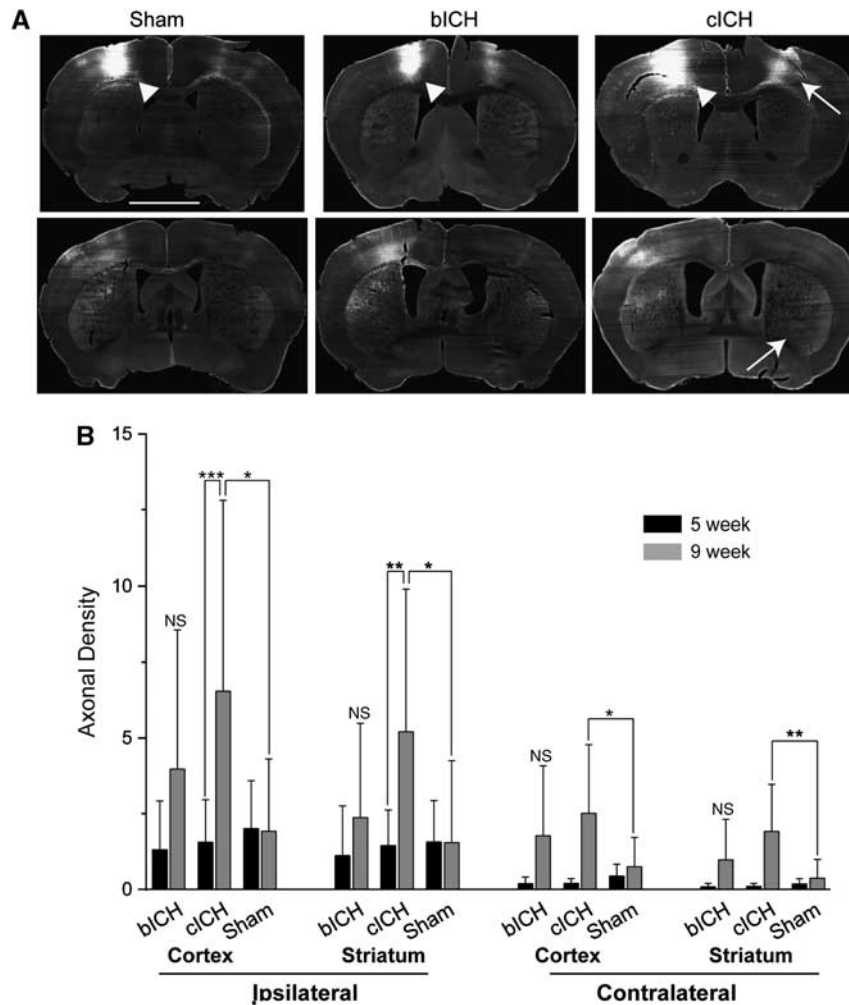 A
Sham bICH cICH
B
15
10
5
0
Axonal Density
*** *
** *
*
**
NS
NS
NS
NS
5 week
9 week
bICH cICH Sham bICH cICH Sham bICH cICH Sham bICH cICH Sham
Cortex Striatum Cortex Striatum
Jpsilateral Contralateral